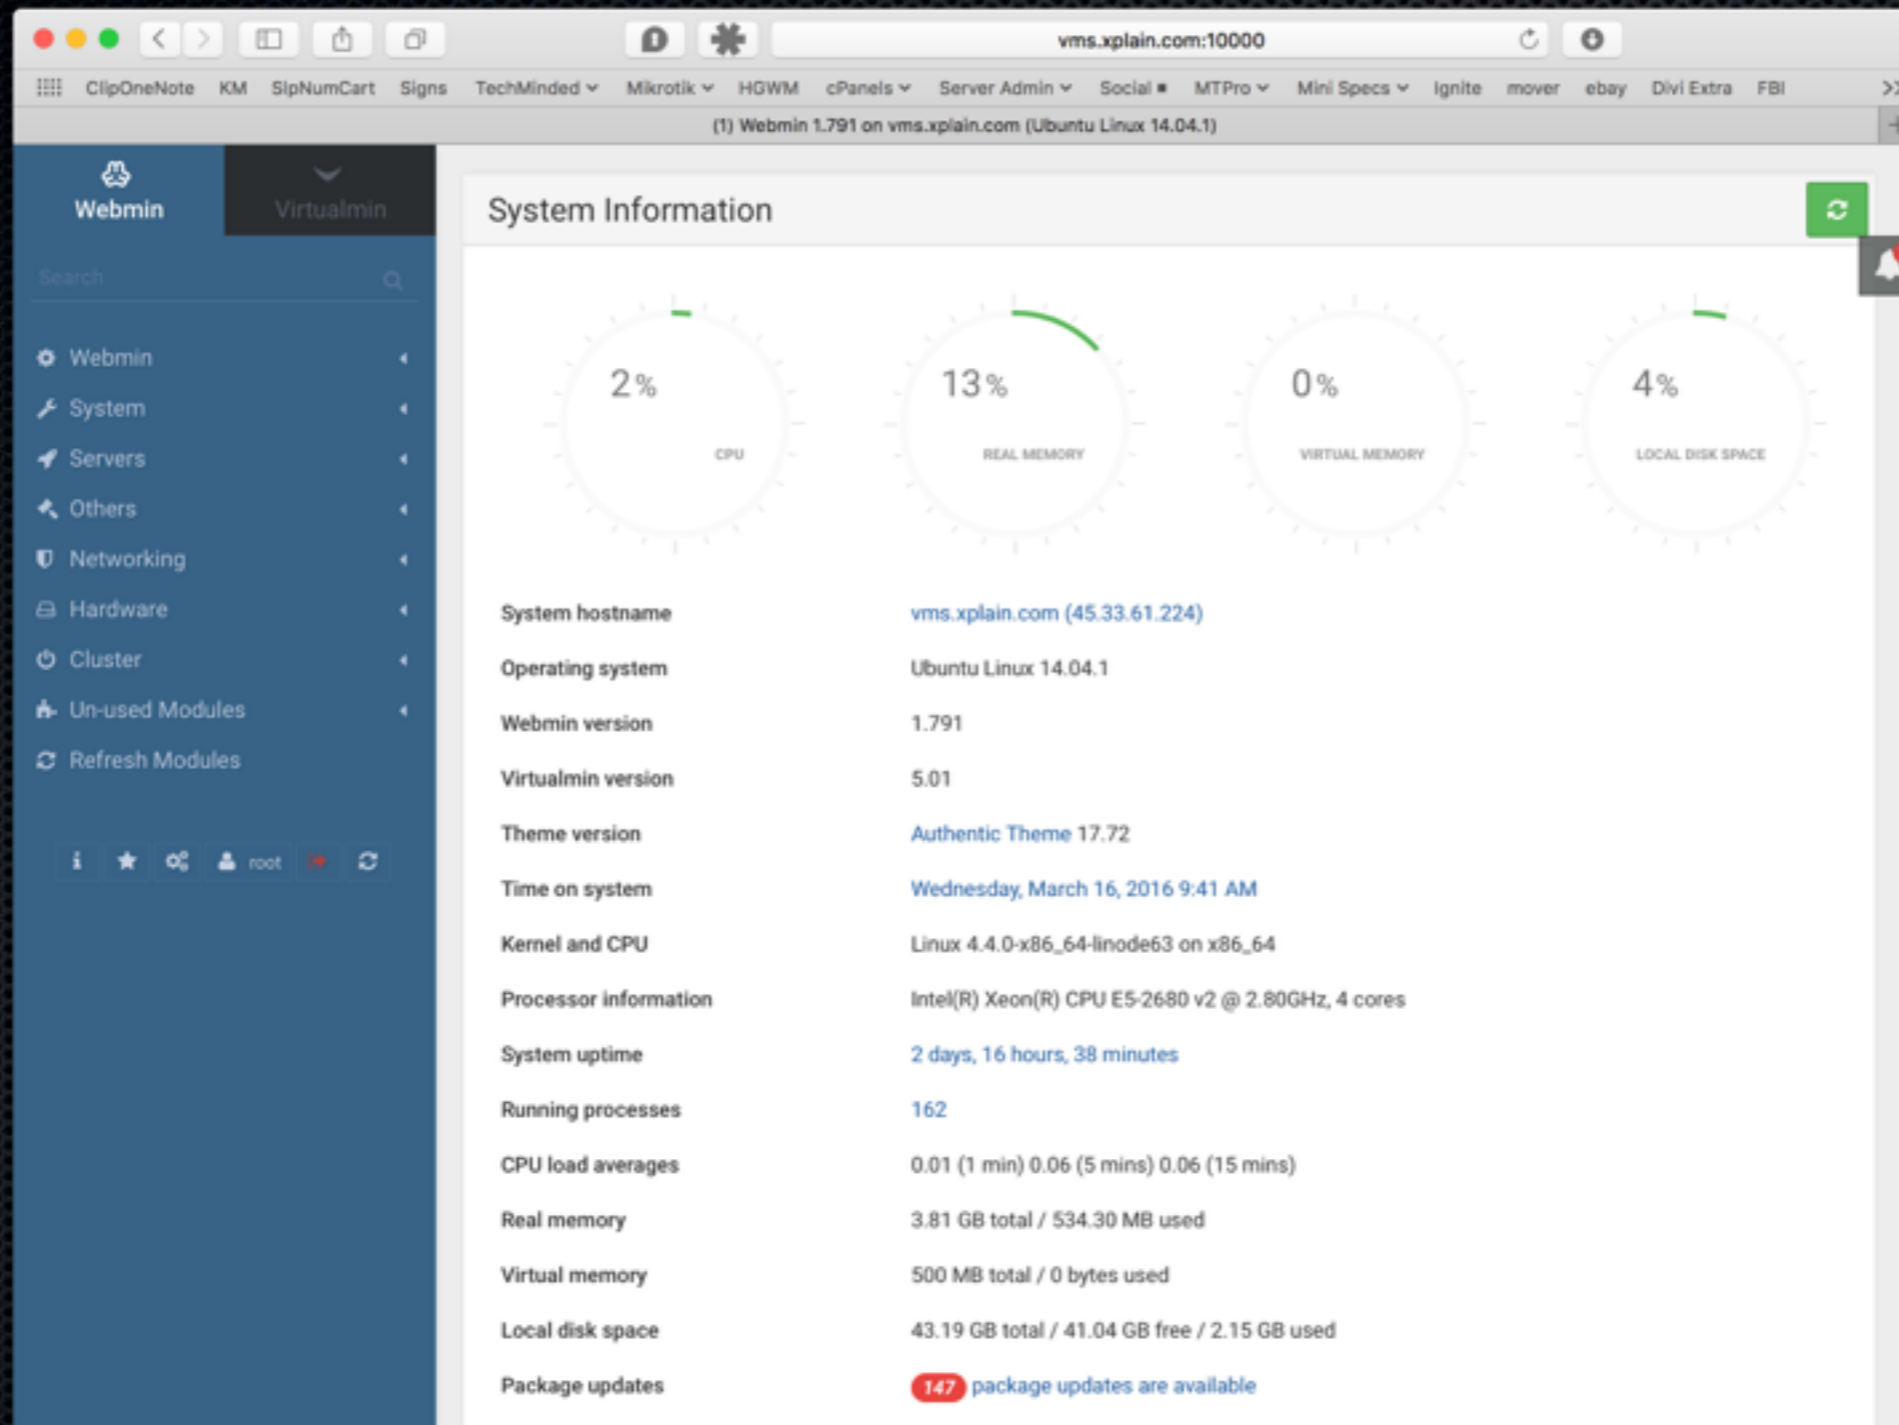 vms.xplain.com:10000
ClipOneNote KM SlpNumCart Signs TechMinded Mikrotik HGWM cPanels Server Admin Social MTPro Mini Specs Ignite mover ebay Divi Extra FBI
(1) Webmin 1.791 on vms.xplain.com (Ubuntu Linux 14.04.1)
Webmin
Virtualmin
Search
Webmin
System
Servers
Others
Networking
Hardware
Cluster
Un-used Modules
Refresh Modules
root
System Information
2%
CPU
13%
REAL MEMORY
0%
VIRTUAL MEMORY
4%
LOCAL DISK SPACE
System hostname vms.xplain.com (45.33.61.224)
Operating system Ubuntu Linux 14.04.1
Webmin version 1.791
Virtualmin version 5.01
Theme version Authentic Theme 17.72
Time on system Wednesday, March 16, 2016 9:41 AM
Kernel and CPU Linux 4.4.0-x86_64-linode63 on x86_64
Processor information Intel(R) Xeon(R) CPU E5-2680 v2 @ 2.80GHz, 4 cores
System uptime 2 days, 16 hours, 38 minutes
Running processes 162
CPU load averages 0.01 (1 min) 0.06 (5 mins) 0.06 (15 mins)
Real memory 3.81 GB total / 534.30 MB used
Virtual memory 500 MB total / 0 bytes used
Local disk space 43.19 GB total / 41.04 GB free / 2.15 GB used
Package updates 147 package updates are available